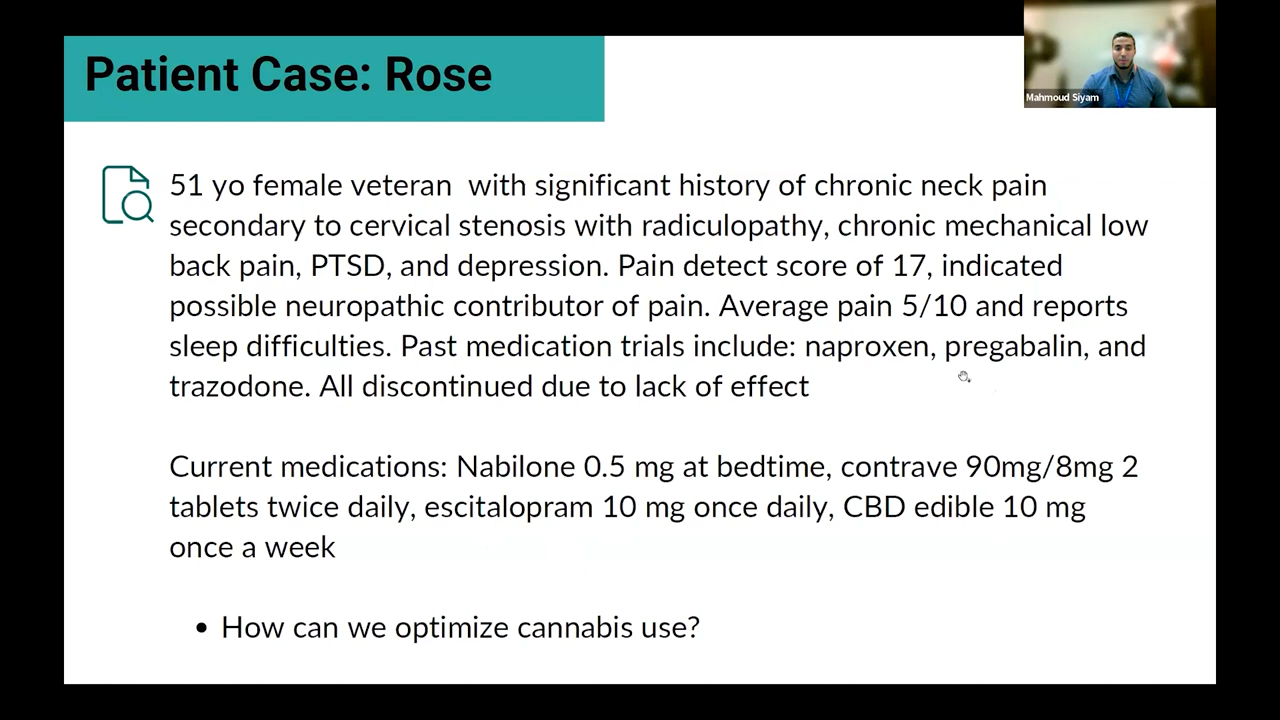 Patient Case: Rose
Mahmoud Siyam
51 yo female veteran with significant history of chronic neck pain
secondary to cervical stenosis with radiculopathy, chronic mechanical low
back pain, PTSD, and depression. Pain detect score of 17, indicated
possible neuropathic contributor of pain. Average pain 5/10 and reports
sleep difficulties. Past medication trials include: naproxen, pregabalin, and
trazodone. All discontinued due to lack of effect
Current medications: Nabilone 0.5 mg at bedtime, contrave 90mg/8mg 2
tablets twice daily, escitalopram 10 mg once daily, CBD edible 10 mg
once a week
• How can we optimize cannabis use?